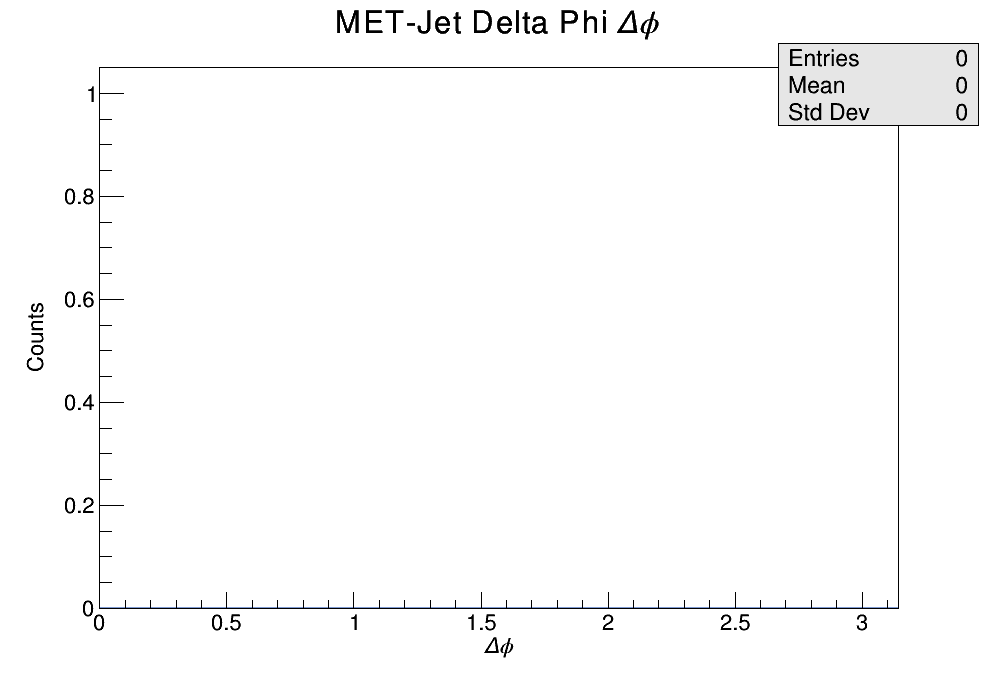 MET-Jet Delta Phi Δϕ
Entries 0
Mean 0
Std Dev 0
1
0.8
0.6
0.4
0.2
0
Counts
0 0.5 1 1.5 2 2.5 3
Δϕ